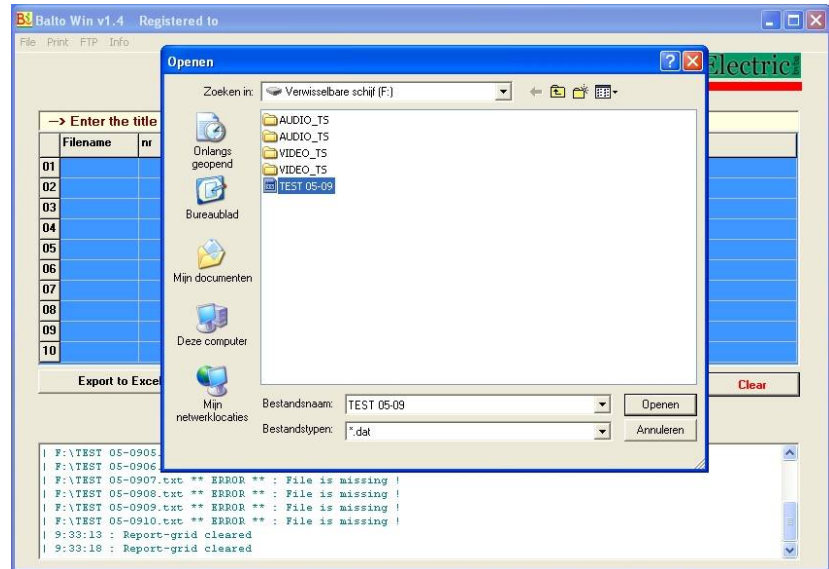 Balto Win v1.4 Registered to
File Print FTP Info
Electric
Openen
Zoeken in: Verwisselbare schijf (F:)
--> Enter the title
Filename nr
01
02
03
04
05
06
07
08
09
10
Onlangs
geopend
Bureaublad
Mijn documenten
Deze computer
Mijn
netwerklocaties
AUDIO_TS
AUDIO_TS
VIDEO_TS
VIDEO_TS
TEST 05-09
Bestandsnaam: TEST 05-09 Openen
Bestandstypen: *.dat Annuleren
Export to Excel
Clear
| F:\TEST 05-0905.
| F:\TEST 05-0906.
| F:\TEST 05-0907.txt ** ERROR ** : File is missing !
| F:\TEST 05-0908.txt ** ERROR ** : File is missing !
| F:\TEST 05-0909.txt ** ERROR ** : File is missing !
| F:\TEST 05-0910.txt ** ERROR ** : File is missing !
| 9:33:13 : Report-grid cleared
| 9:33:18 : Report-grid cleared